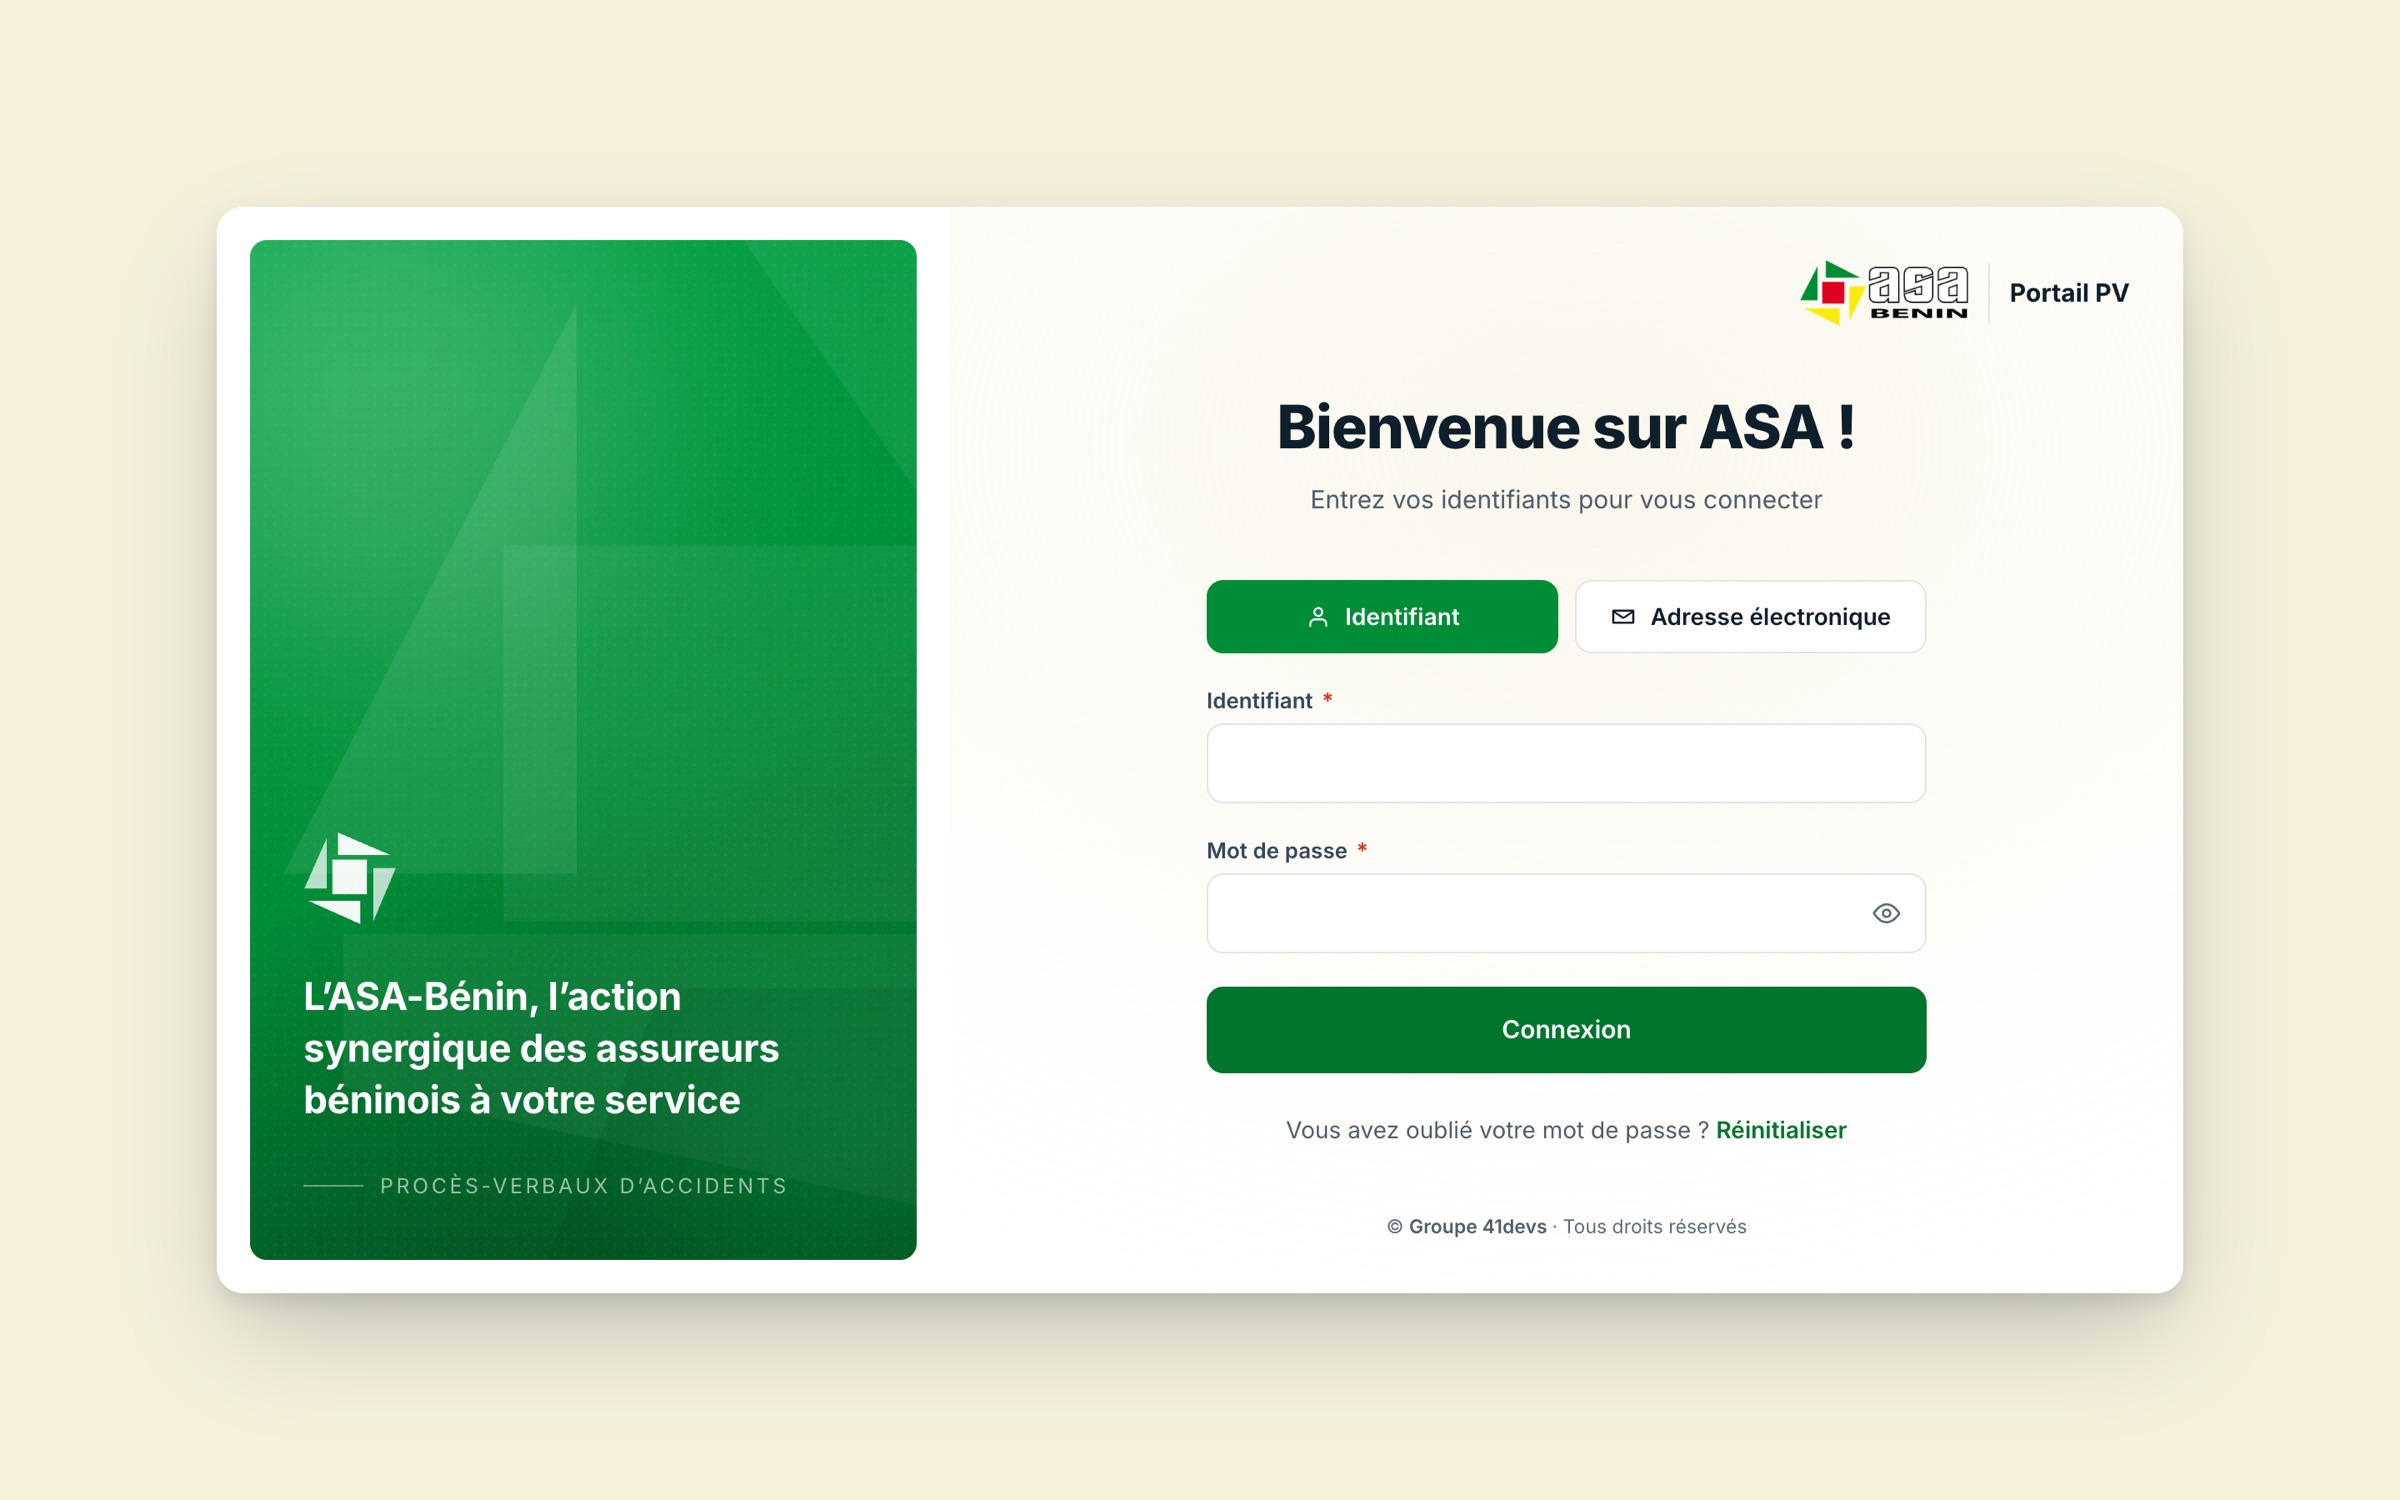 L’ASA-Bénin, l’action
synergique des assureurs
béninois à votre service
PROCÈS-VERBAUX D’ACCIDENTS
asa
BENIN
Portail PV
Bienvenue sur ASA !
Entrez vos identifiants pour vous connecter
Identifiant
Adresse électronique
Identifiant *
Mot de passe *
Connexion
Vous avez oublié votre mot de passe ? Réinitialiser
© Groupe 41devs · Tous droits réservés